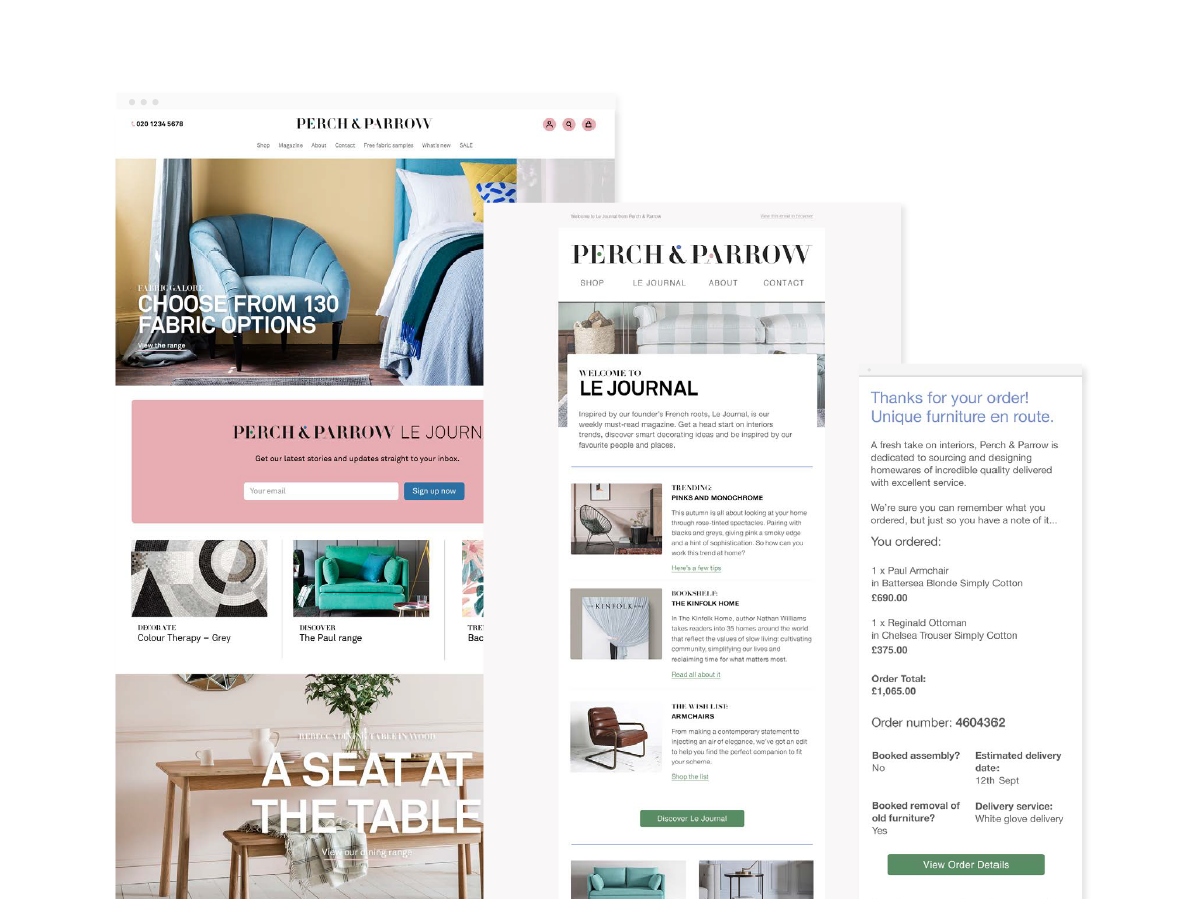 020 1234 5678
PERCH & PARROW
Shop Magazine About Contact Free fabric samples What's new SALE
FABRIC GALORE
CHOOSE FROM 130
FABRIC OPTIONS
View the range
PERCH & PARROW LE JOURN
Get our latest stories and updates straight to your inbox.
Your email
Sign up now
DECORATE
Colour Therapy – Grey
DISCOVER
The Paul range
TRE
Bac
A SEAT AT
THE TABLE
View our dining range
Welcome to Le Journal from Perch & Parrow
PERCH & PARROW
SHOP LE JOURNAL ABOUT CONTACT
WELCOME TO
LE JOURNAL
Inspired by our founder's French roots, Le Journal, is our
weekly must-read magazine. Get a head start on interiors
trends, discover smart decorating ideas and be inspired by our
favourite people and places.
TRENDING:
PINKS AND MONOCHROME
This autumn is all about looking at your home
through rose-tinted spectacles. Pairing with
blacks and greys, giving pink a smokey edge
and a hint of sophistication. So how can you
work this trend at home?
Here's a few tips
KINFOLK
BOOKSHELF:
THE KINFOLK HOME
In The Kinfolk Home, author Nathan Williams
takes readers into 35 homes around the world
that reflect the values of slow living: cultivating
community, simplifying our lives and
reclaiming time for what matters most.
Read all about it
THE WISH LIST:
ARMCHAIRS
From making a contemporary statement to
injecting an air of elegance, we've got an edit
to help you find the perfect companion to fit
your scheme.
Shop the list
Discover Le Journal
Thanks for your order!
Unique furniture en route.
A fresh take on interiors, Perch & Parrow is
dedicated to sourcing and designing
homewares of incredible quality delivered
with excellent service.
We're sure you can remember what you
ordered, but just so you have a note of it...
You ordered:
1 x Paul Armchair
in Battersea Blonde Simply Cotton
£690.00
1 x Reginald Ottoman
in Chelsea Trouser Simply Cotton
£375.00
Order Total:
£1,065.00
Order number: 4604362
Booked assembly?
No
Estimated delivery
date:
12th Sept
Booked removal of
old furniture?
Yes
Delivery service:
White glove delivery
View Order Details